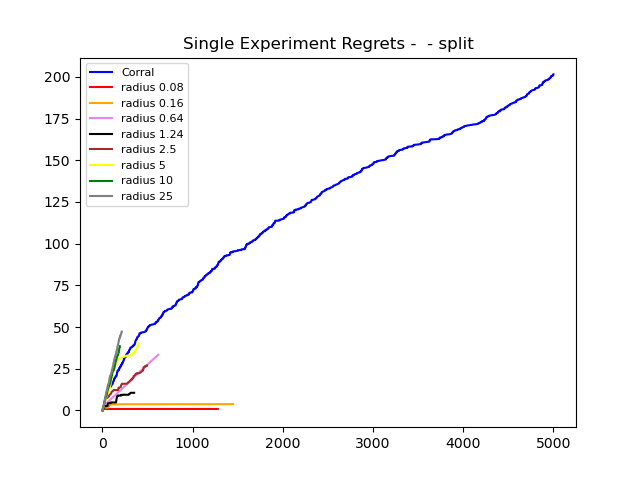 Single Experiment Regrets -  - split
200
175
150
125
100
75
50
25
0
Corral
radius 0.08
radius 0.16
radius 0.64
radius 1.24
radius 2.5
radius 5
radius 10
radius 25
0 1000 2000 3000 4000 5000